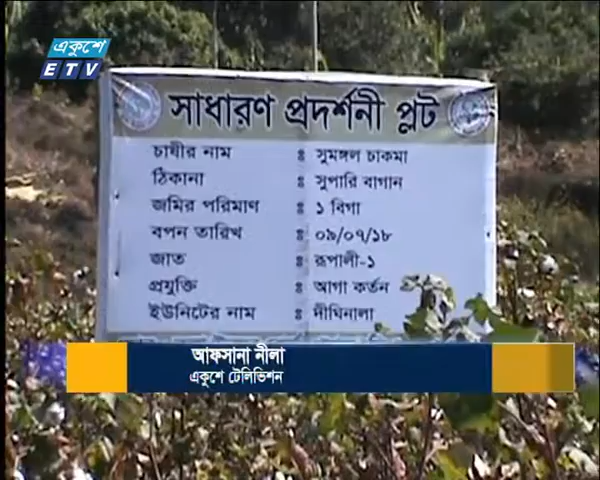 একুশে
ETV
সাধারণ প্রদর্শনী প্লট
চাষীর নাম : সুমঙ্গল চাকমা
ঠিকানা : সুপারি বাগান
জমির পরিমাণ : ১ বিগা
বপন তারিখ : ০৯/০৭/১৮
জাত : রূপালী-১
প্রযুক্তি : আগা কর্তন
ইউনিটের নাম : দীঘিনালা
আফসানা নীলা
একুশে টেলিভিশন